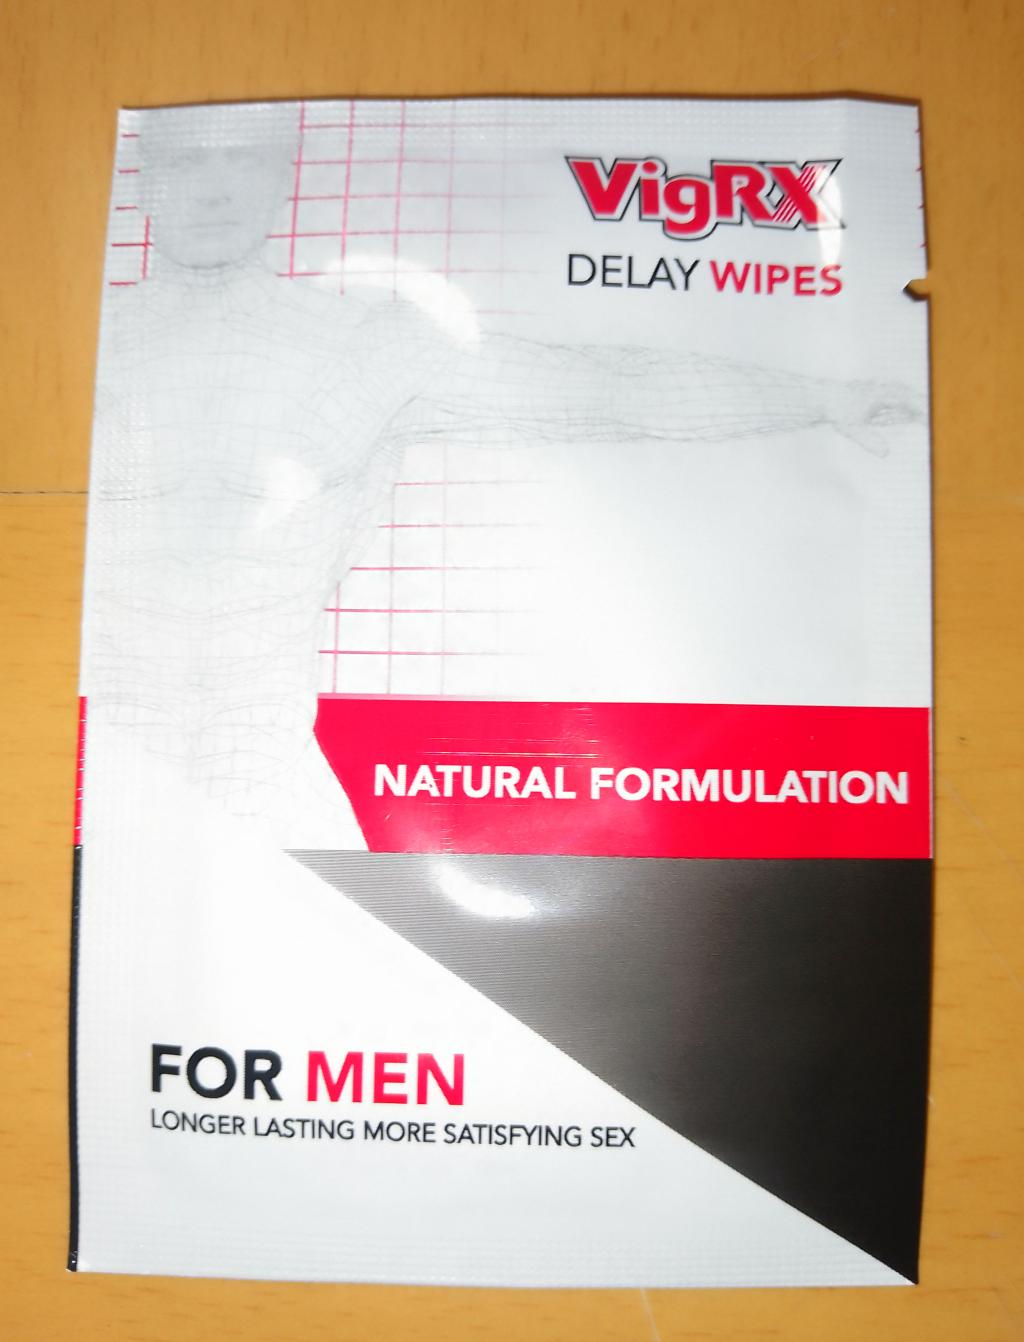 VigRX
DELAY WIPES
NATURAL FORMULATION
FOR MEN
LONGER LASTING MORE SATISFYING SEX